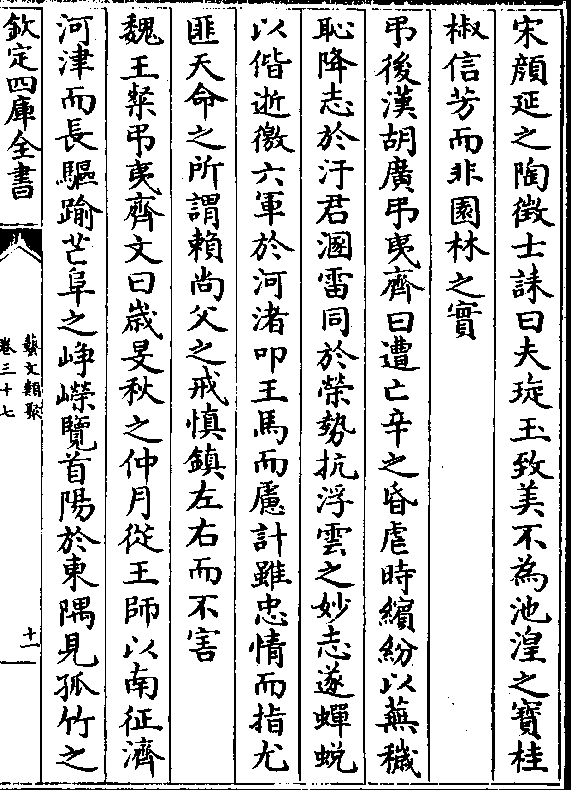 宋顔延之陶徴士誄曰夫璇玉致美不為池湟之寶桂
椒信芳而非園林之實
弔後漢胡廣弔夷齊曰遭亡辛之昏虐時繽紛以蕪穢
恥降志於汙君溷雷同於榮勢抗浮雲之妙志遂蟬蛻
以偕逝徼六軍於河渚叩王馬而慮計雖忠情而指尤
匪天命之所謂賴尚父之戒慎鎮左右而不害
魏王粲弔夷齊文曰歲旻秋之仲月從王師以南征濟
河津而長驅踰芒阜之崢嶸覽首陽於東隅見孤竹之
欽定四庫全書
藝文類聚
卷三十七
十一